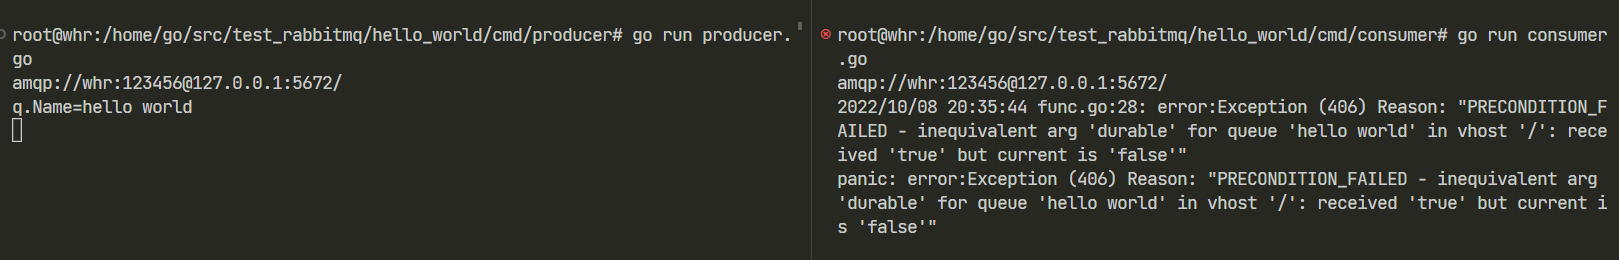 root@whr:/home/go/src/test_rabbitmq/hello_world/cmd/producer# go run producer.
go
amqp://whr:123456@127.0.0.1:5672/
q.Name=hello world
root@whr:/home/go/src/test_rabbitmq/hello_world/cmd/consumer# go run consumer
.go
amqp://whr:123456@127.0.0.1:5672/
2022/10/08 20:35:44 func.go:28: error:Exception (406) Reason: "PRECONDITION_F
AILED - inequivalent arg 'durable' for queue 'hello world' in vhost '/': rece
ived 'true' but current is 'false'"
panic: error:Exception (406) Reason: "PRECONDITION_FAILED - inequivalent arg
'durable' for queue 'hello world' in vhost '/': received 'true' but current i
s 'false'"